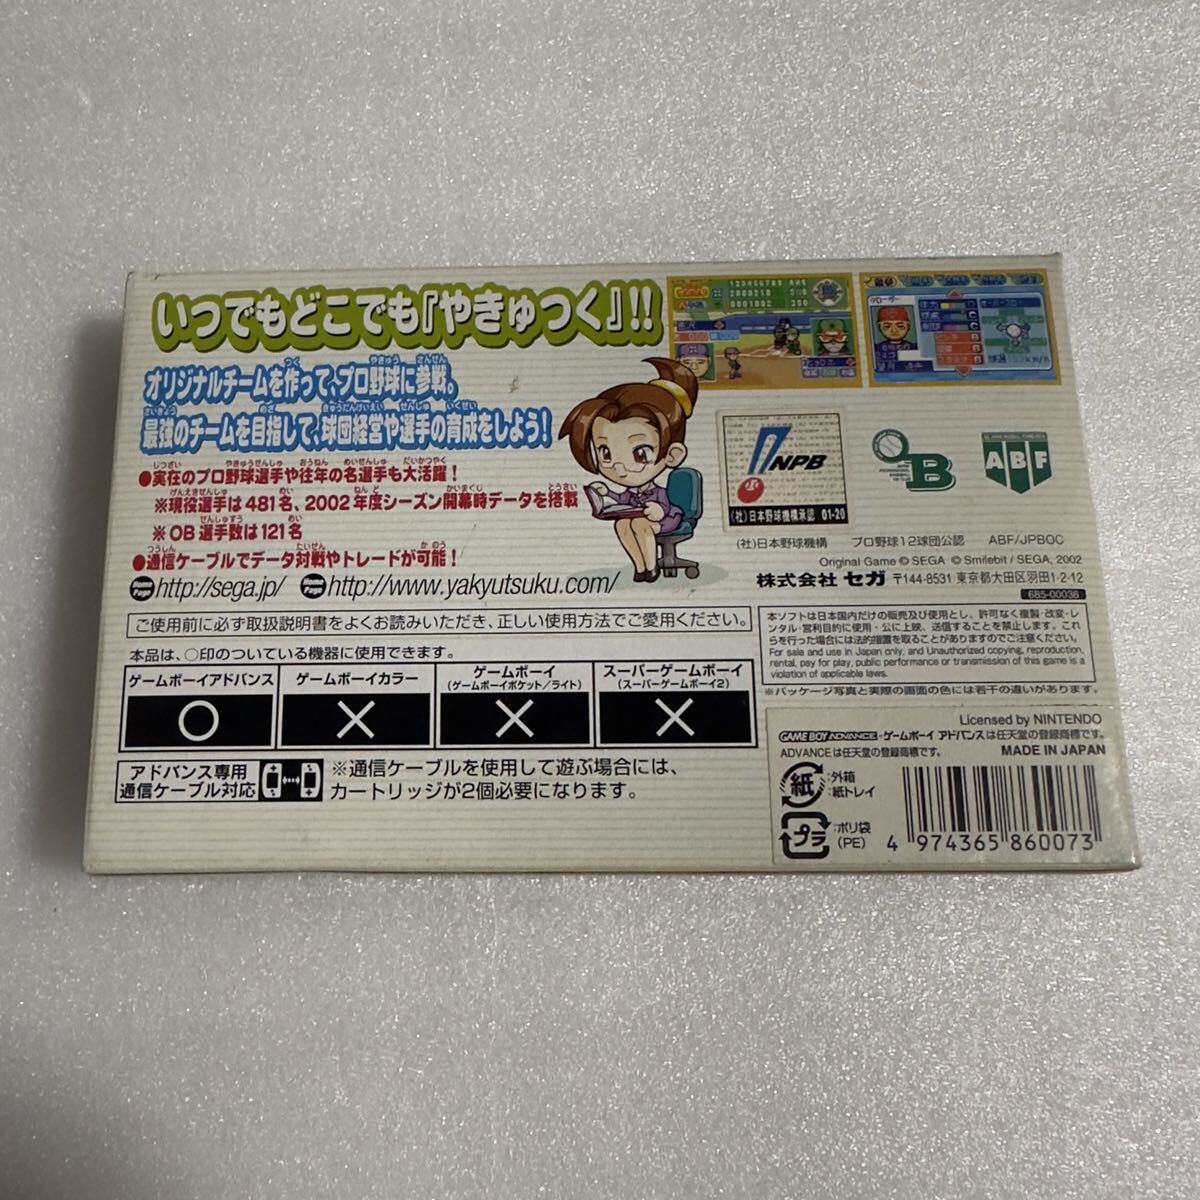 いつでもどこでも『やきゅつく』!!
オリジナルチームを作って、プロ野球に参戦。
最強のチームを目指して、球団経営や選手の育成をしよう!
●実在のプロ野球選手や往年の名選手も大活躍!
※現役選手は481名、2002年度シーズン開幕時データを搭載
※OB選手数は121名
●通信ケーブルでデータ対戦やトレードが可能!
Home Page http://sega.jp/ Home Page http://www.yakyutsuku.com/
ご使用前に必ず取扱説明書をよくお読みいただき、正しい使用方法でご愛用ください。
本品は、○印のついている機器に使用できます。
ゲームボーイアドバンス
○
ゲームボーイカラー
×
ゲームボーイ
(ゲームボーイポケット/ライト)
×
スーパーゲームボーイ
(スーパーゲームボーイ2)
×
アドバンス専用
通信ケーブル対応
※通信ケーブルを使用して遊ぶ場合には、
カートリッジが2個必要になります。
NPB
(社)日本野球機構承認 01-20
B
ABF
(社)日本野球機構
プロ野球12球団公認
ABF/JPBOC
Original Game © SEGA © Smilebit / SEGA, 2002
株式会社 セガ 〒144-8531 東京都大田区羽田1-2-12
685-00036
本ソフトは日本国内だけの販売及び使用とし、許可なく複製・改変・レ
ンタル・営利目的に使用・公に上映、送信することを禁止します。これ
らを行った場合には法的措置を取ることがありますのでご注意ください。
For sale and use in Japan only, and Unauthorized copying, reproduction,
rental, pay for play, public performance or transmission of this game is a
violation of applicable laws.
※パッケージ写真と実際の画面の色には若干の違いがあります。
Licensed by NINTENDO
GAME BOY ADVANCE・ゲームボーイ アドバンスは任天堂の登録商標です。
ADVANCEは任天堂の登録商標です。
MADE IN JAPAN
紙
:外箱
:紙トレイ
プラ
:ポリ袋
(PE)
4 974365 860073